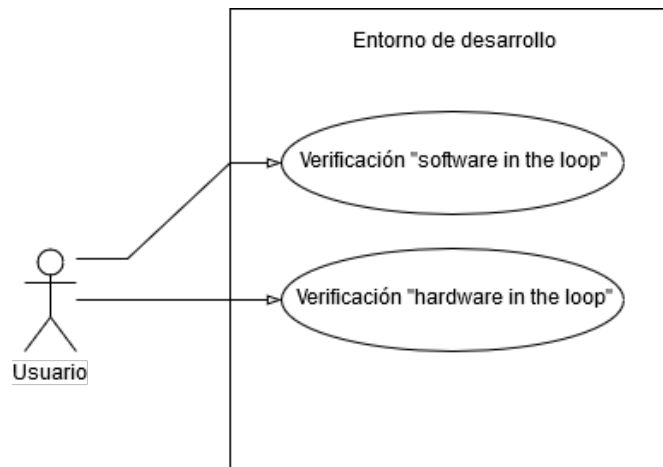 Entorno de desarrollo
Verificación "software in the loop"
Verificación "hardware in the loop"
Usuario